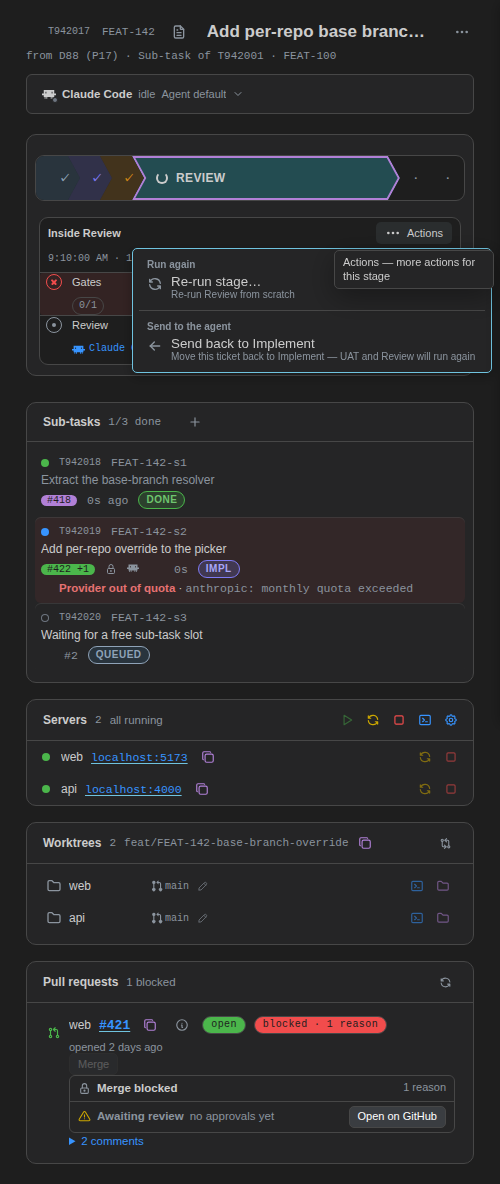 T942017 FEAT-142 Add per-repo base branc…
from D88 (P17) · Sub-task of T942001 · FEAT-100
Claude Code idle Agent default
REVIEW
Inside Review
Actions
9:10:00 AM · 1
Actions — more actions for
this stage
Gates
0/1
Review
Claude
Run again
Re-run stage…
Re-run Review from scratch
Send to the agent
Send back to Implement
Move this ticket back to Implement — UAT and Review will run again
Sub-tasks 1/3 done
T942018 FEAT-142-s1
Extract the base-branch resolver
#418 0s ago DONE
T942019 FEAT-142-s2
Add per-repo override to the picker
#422 +1 0s IMPL
Provider out of quota · anthropic: monthly quota exceeded
T942020 FEAT-142-s3
Waiting for a free sub-task slot
#2 QUEUED
Servers 2 all running
web localhost:5173
api localhost:4000
Worktrees 2 feat/FEAT-142-base-branch-override
web main
api main
Pull requests 1 blocked
web #421 open blocked · 1 reason
opened 2 days ago
Merge
Merge blocked 1 reason
Awaiting review no approvals yet Open on GitHub
2 comments